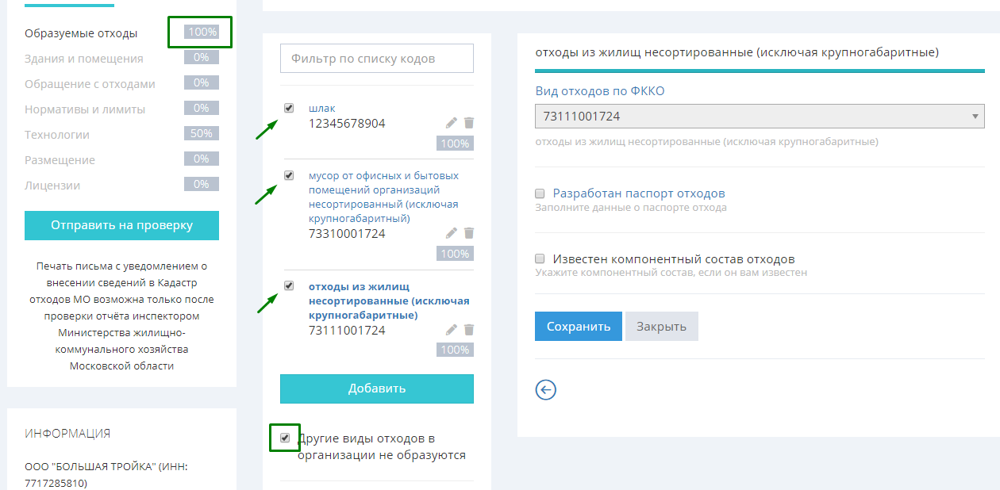 Образуемые отходы 100%
Здания и помещения 0%
Обращение с отходами 0%
Нормативы и лимиты 0%
Технологии 50%
Размещение 0%
Лицензии 0%
Отправить на проверку
Печать письма с уведомлением о
внесении сведений в Кадастр
отходов МО возможна только после
проверки отчёта инспектором
Министерства жилищно-
коммунального хозяйства
Московской области
ИНФОРМАЦИЯ
ООО "БОЛЬШАЯ ТРОЙКА" (ИНН:
7717285810)
Фильтр по списку кодов
шлак
12345678904
100%
мусор от офисных и бытовых
помещений организаций
несортированный (исключая
крупногабаритный)
73310001724
100%
отходы из жилищ
несортированные (исключая
крупногабаритные)
73111001724
100%
Добавить
Другие виды отходов в
организации не образуются
отходы из жилищ несортированные (исключая крупногабаритные)
Вид отходов по ФККО
73111001724
отходы из жилищ несортированные (исключая крупногабаритные)
Разработан паспорт отходов
Заполните данные о паспорте отхода
Известен компонентный состав отходов
Укажите компонентный состав, если он вам известен
Сохранить Закрыть